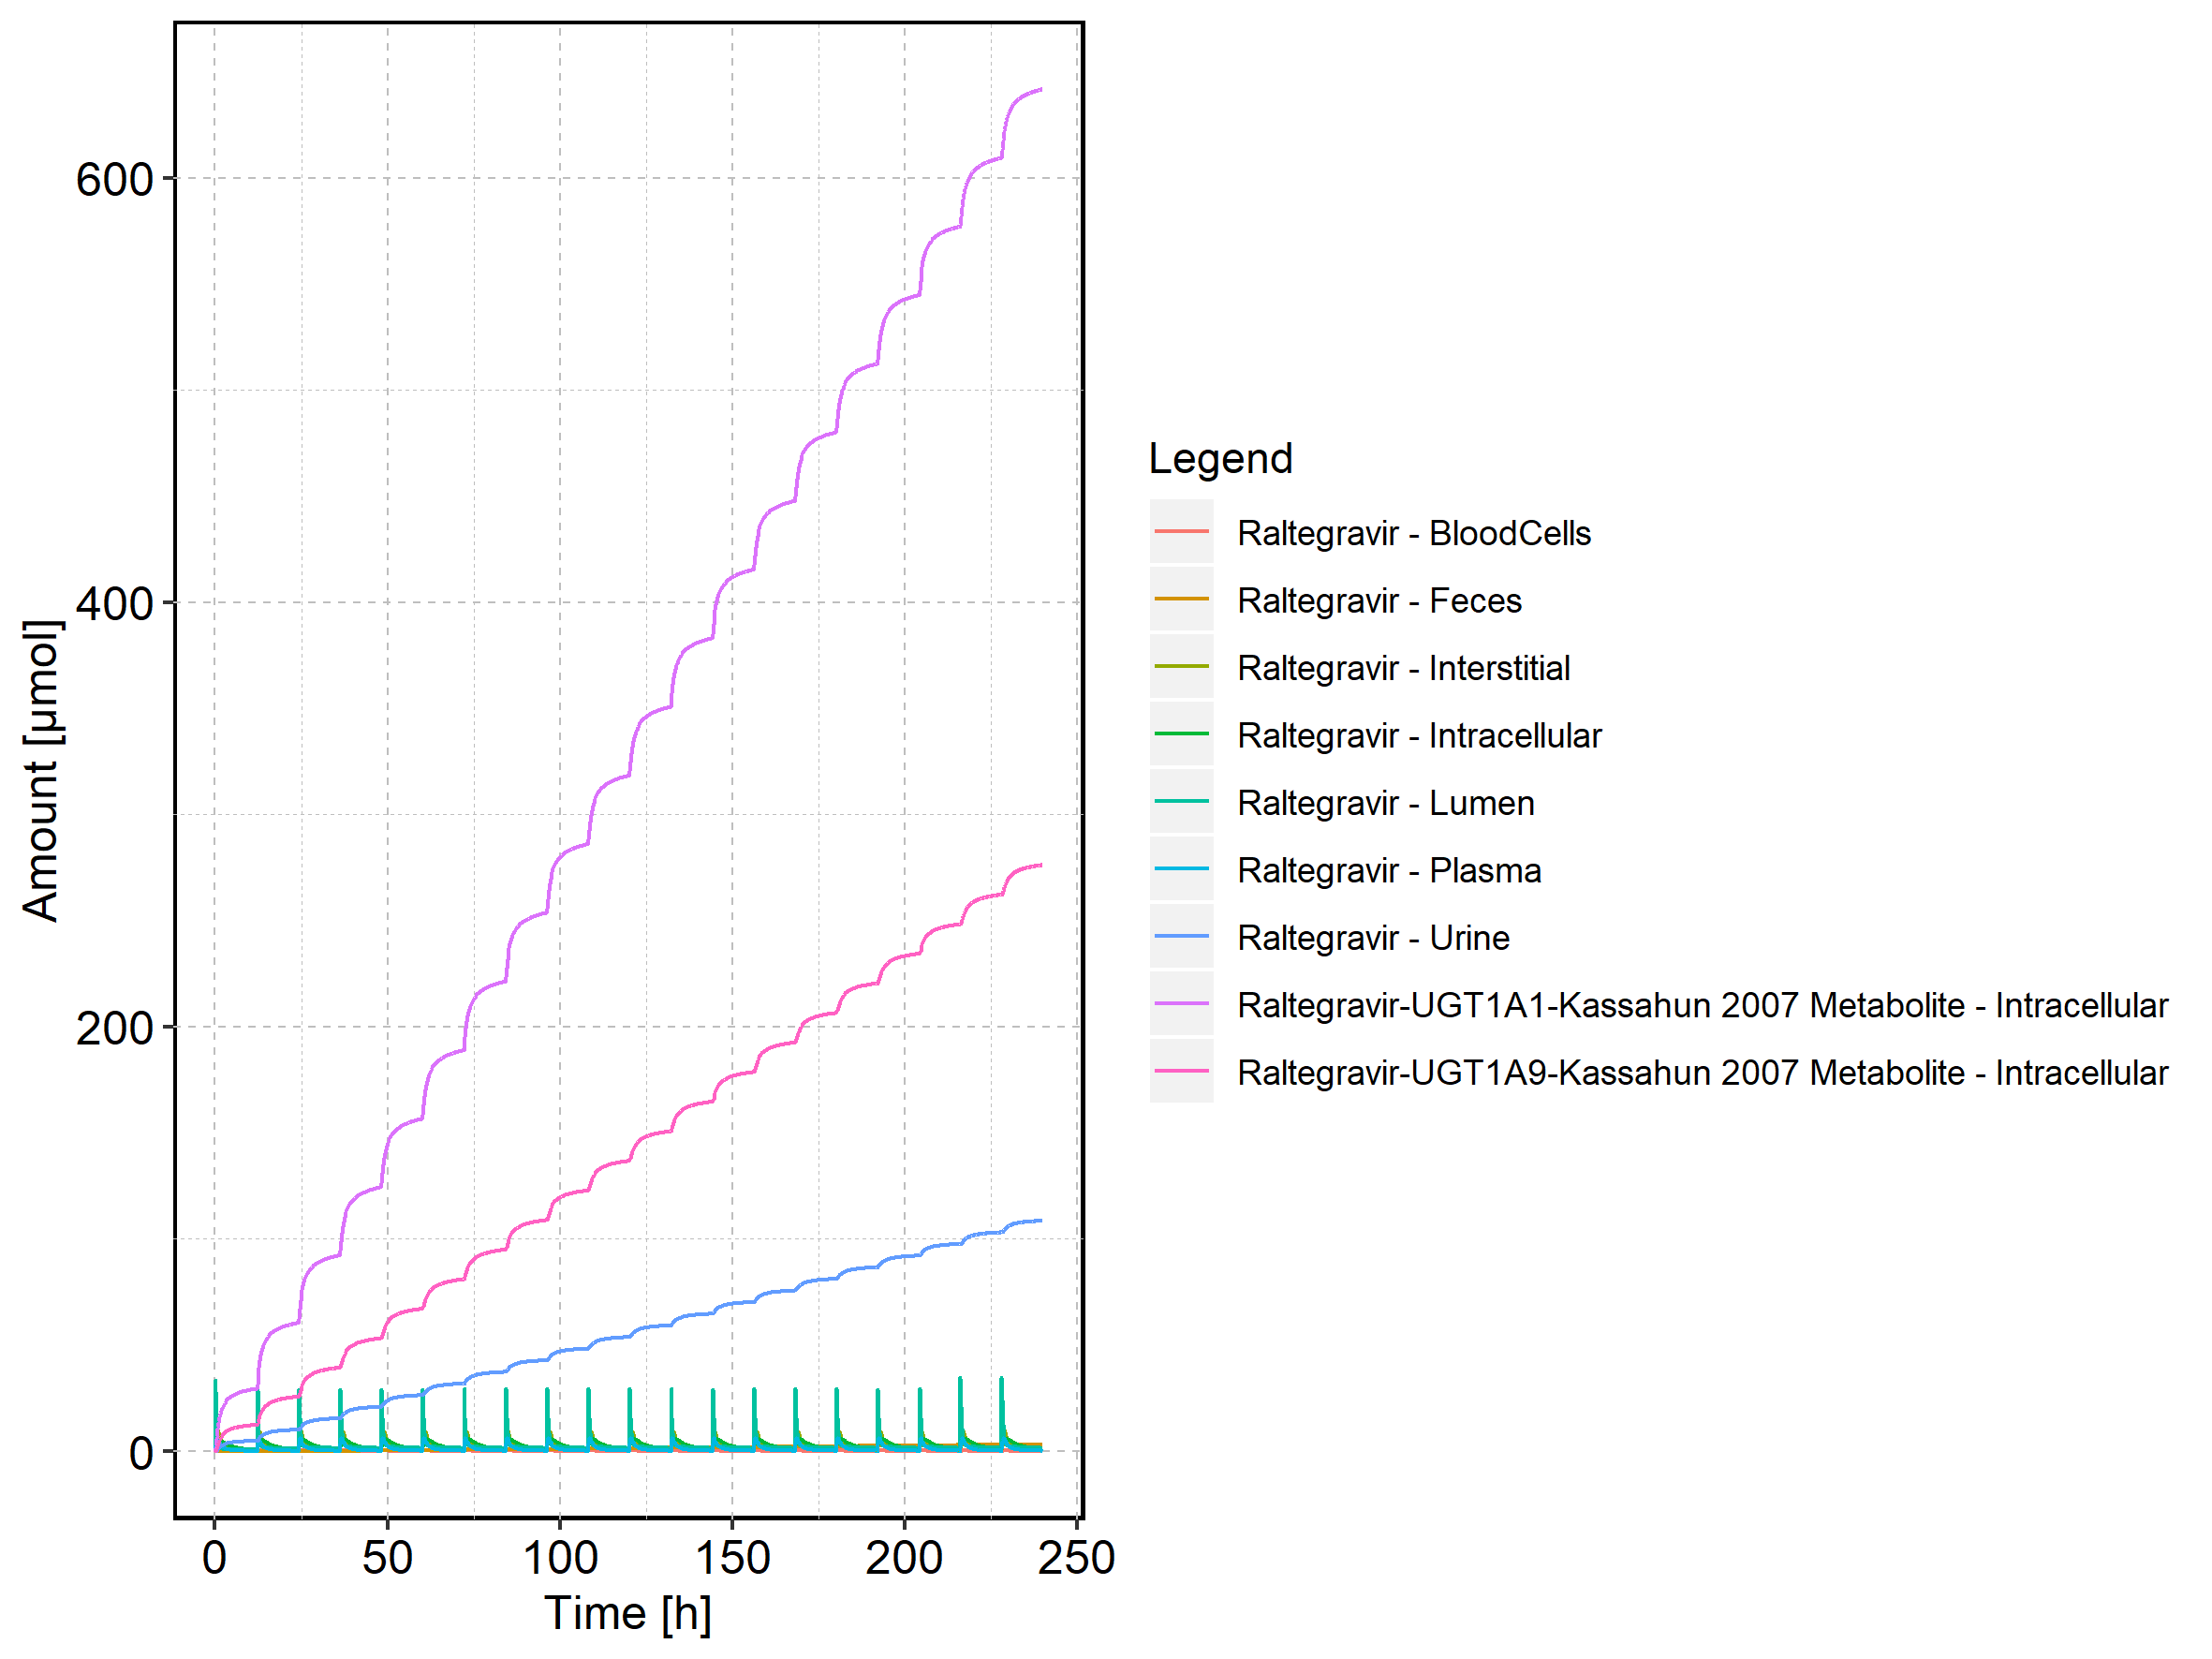 600
400
200
0
Amount [µmol]
0 50 100 150 200 250
Time [h]
Legend
Raltegravir - BloodCells
Raltegravir - Feces
Raltegravir - Interstitial
Raltegravir - Intracellular
Raltegravir - Lumen
Raltegravir - Plasma
Raltegravir - Urine
Raltegravir-UGT1A1-Kassahun 2007 Metabolite - Intracellular
Raltegravir-UGT1A9-Kassahun 2007 Metabolite - Intracellular